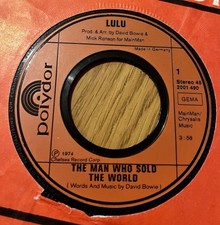 LULU
Prod. & Arr. by David Bowie &
Mick Ronson for MainMan
Made in Germany
polydor
1
Stereo 45
2001 490
GEMA
MainMan/
Chrysalis
Music
3:58
℗ 1974
Chelsea Record Corp.
THE MAN WHO SOLD
THE WORLD
(Words and Music by David Bowie)